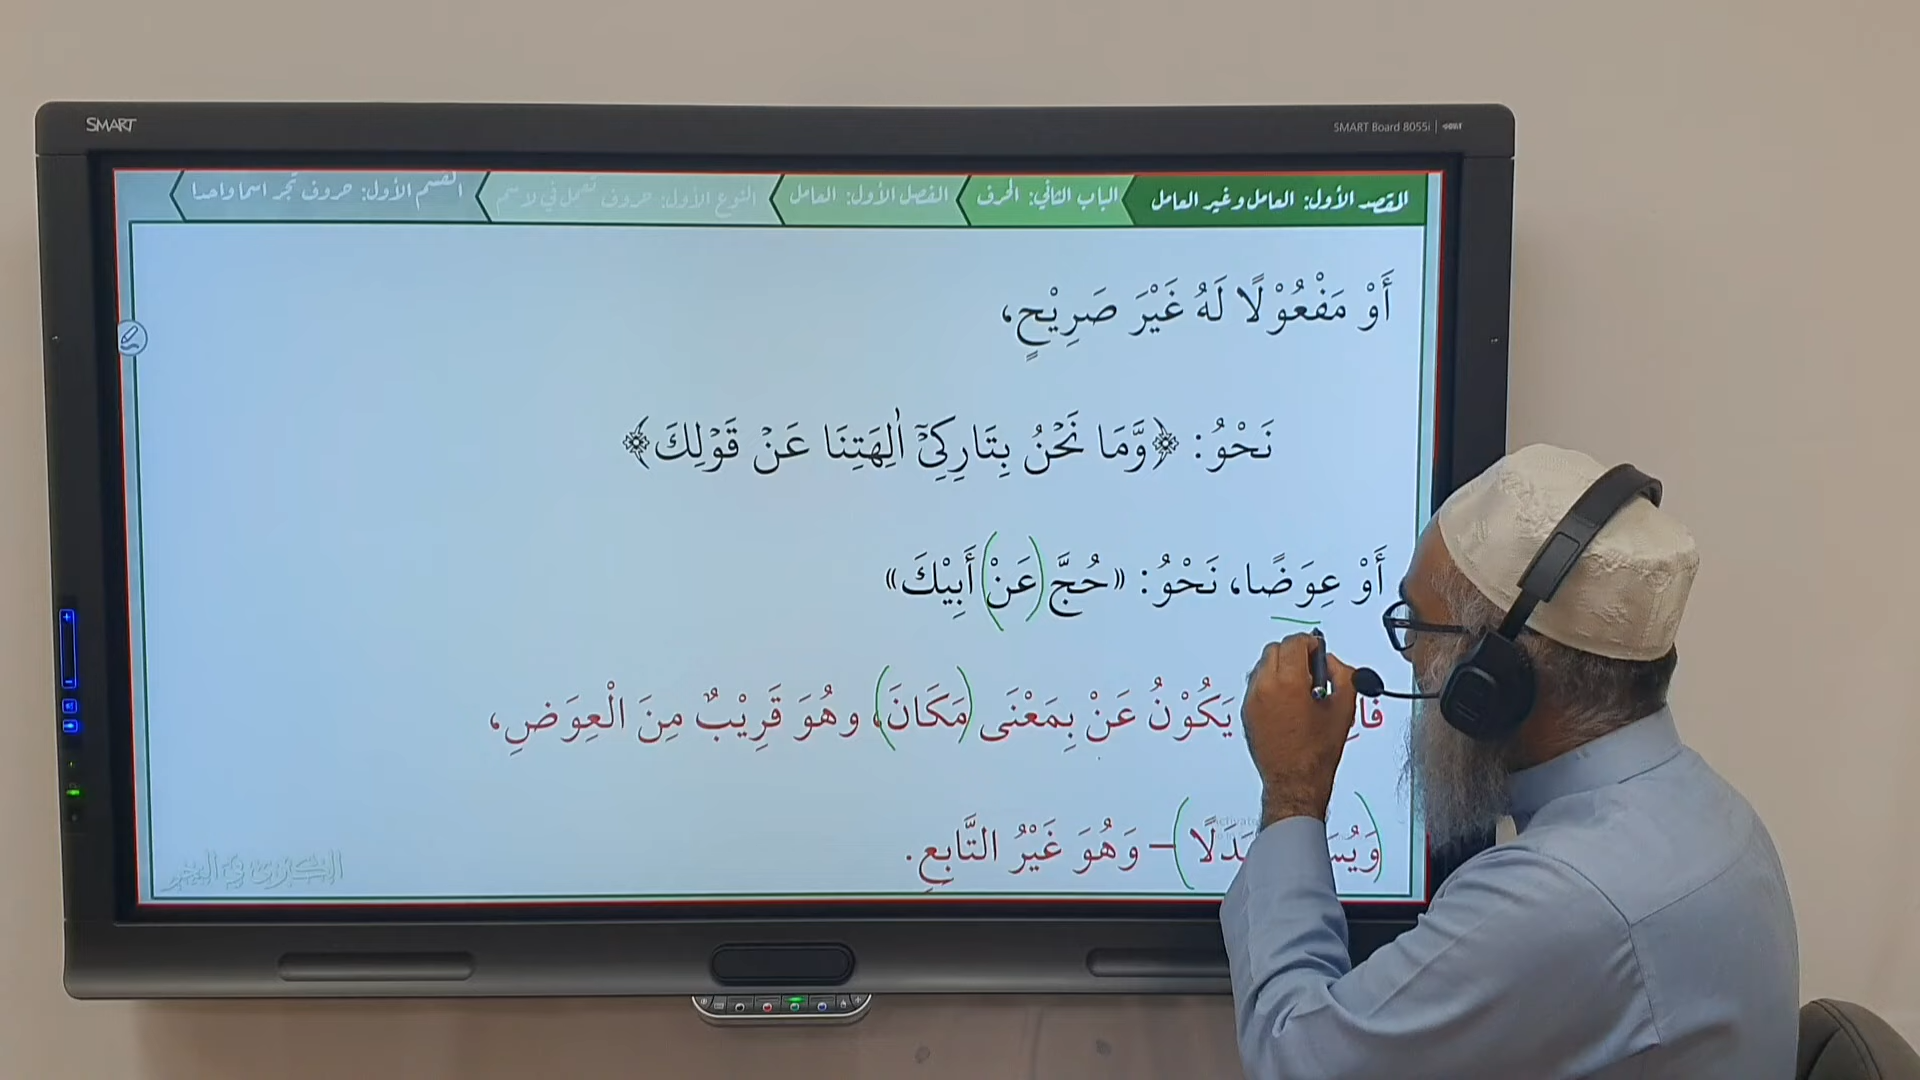 SMART
SMART Board 8055i
المقصد الأول: العامل وغير العامل
الباب الثاني: الحرف
الفصل الأول: العامل
النوع الأول: حروف تعمل في الاسم
القسم الأول: حروف تجر اسما واحدا
أَوْ مَفْعُوْلًا لَهُ غَيْرَ صَرِيْحٍ،
نَحْوُ: ﴿وَّمَا نَحْنُ بِتَارِكِىْٓ اٰلِهَتِنَا عَنْ قَوْلِكَ﴾
أَوْ عِوَضًا، نَحْوُ: «حُجَّ (عَنْ) أَبِيْكَ»
يَكُوْنُ عَنْ بِمَعْنَى (مَكَانَ)، وهُوَ قَرِيْبٌ مِنَ الْعِوَضِ،
بَدَلًا) – وَهُوَ غَيْرُ التَّابِعِ.